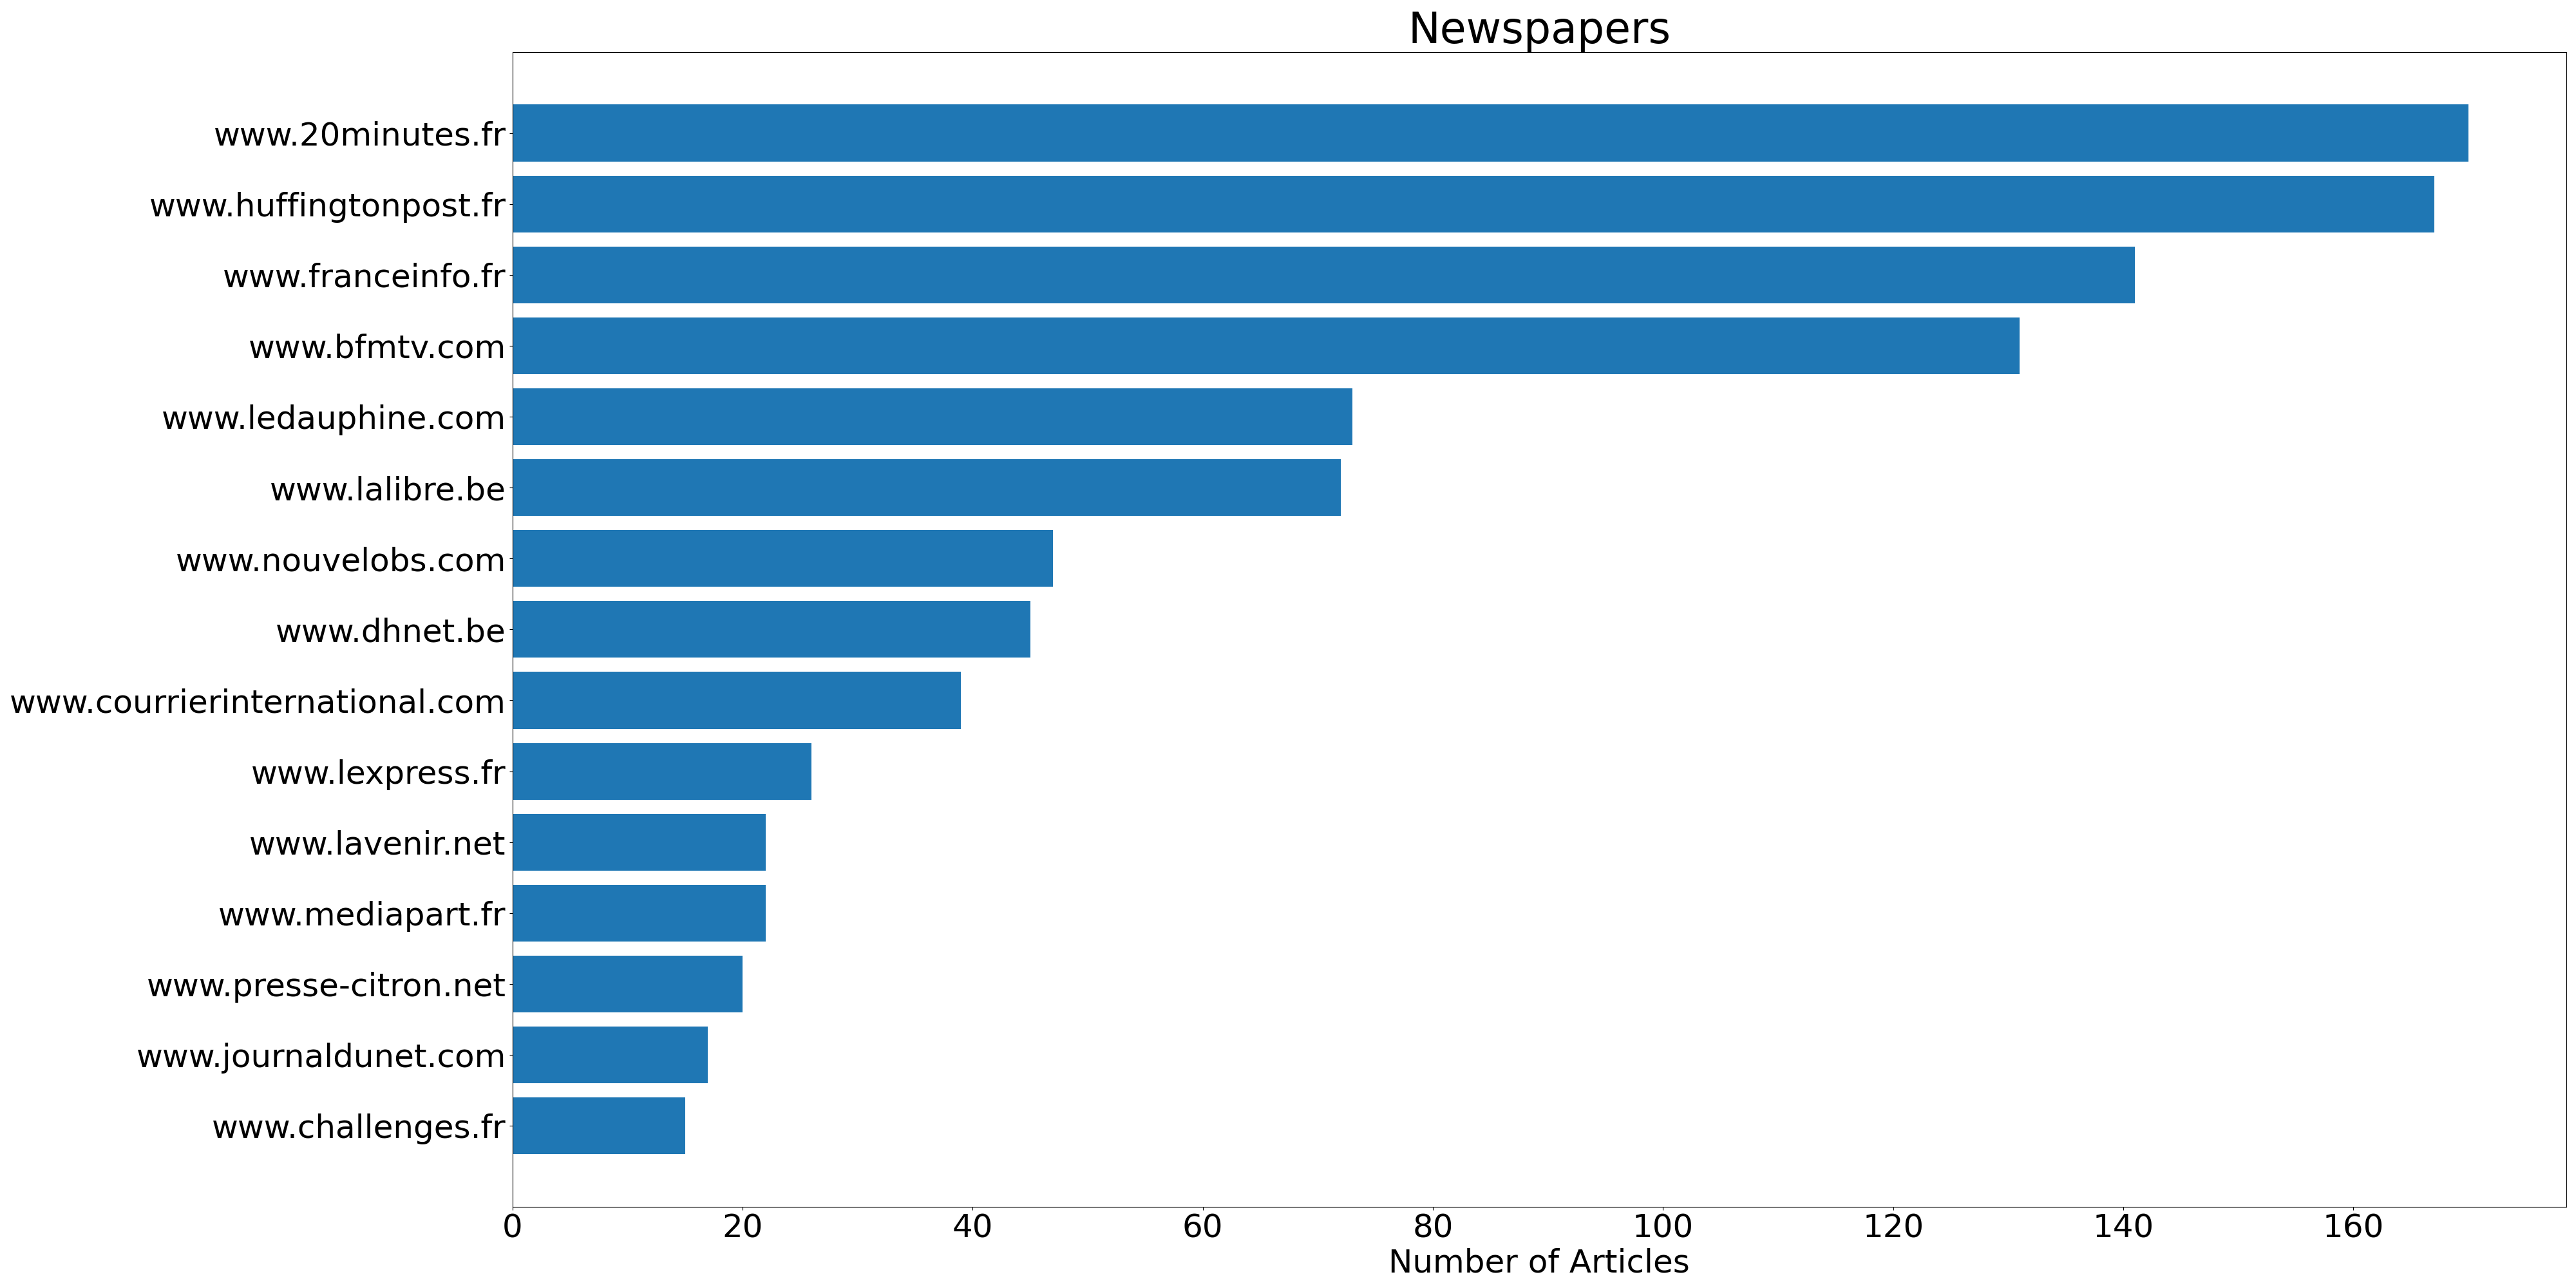 Newspapers
www.20minutes.fr
www.huffingtonpost.fr
www.franceinfo.fr
www.bfmtv.com
www.ledauphine.com
www.lalibre.be
www.nouvelobs.com
www.dhnet.be
www.courrierinternational.com
www.lexpress.fr
www.lavenir.net
www.mediapart.fr
www.presse-citron.net
www.journaldunet.com
www.challenges.fr
0 20 40 60 80 100 120 140 160
Number of Articles